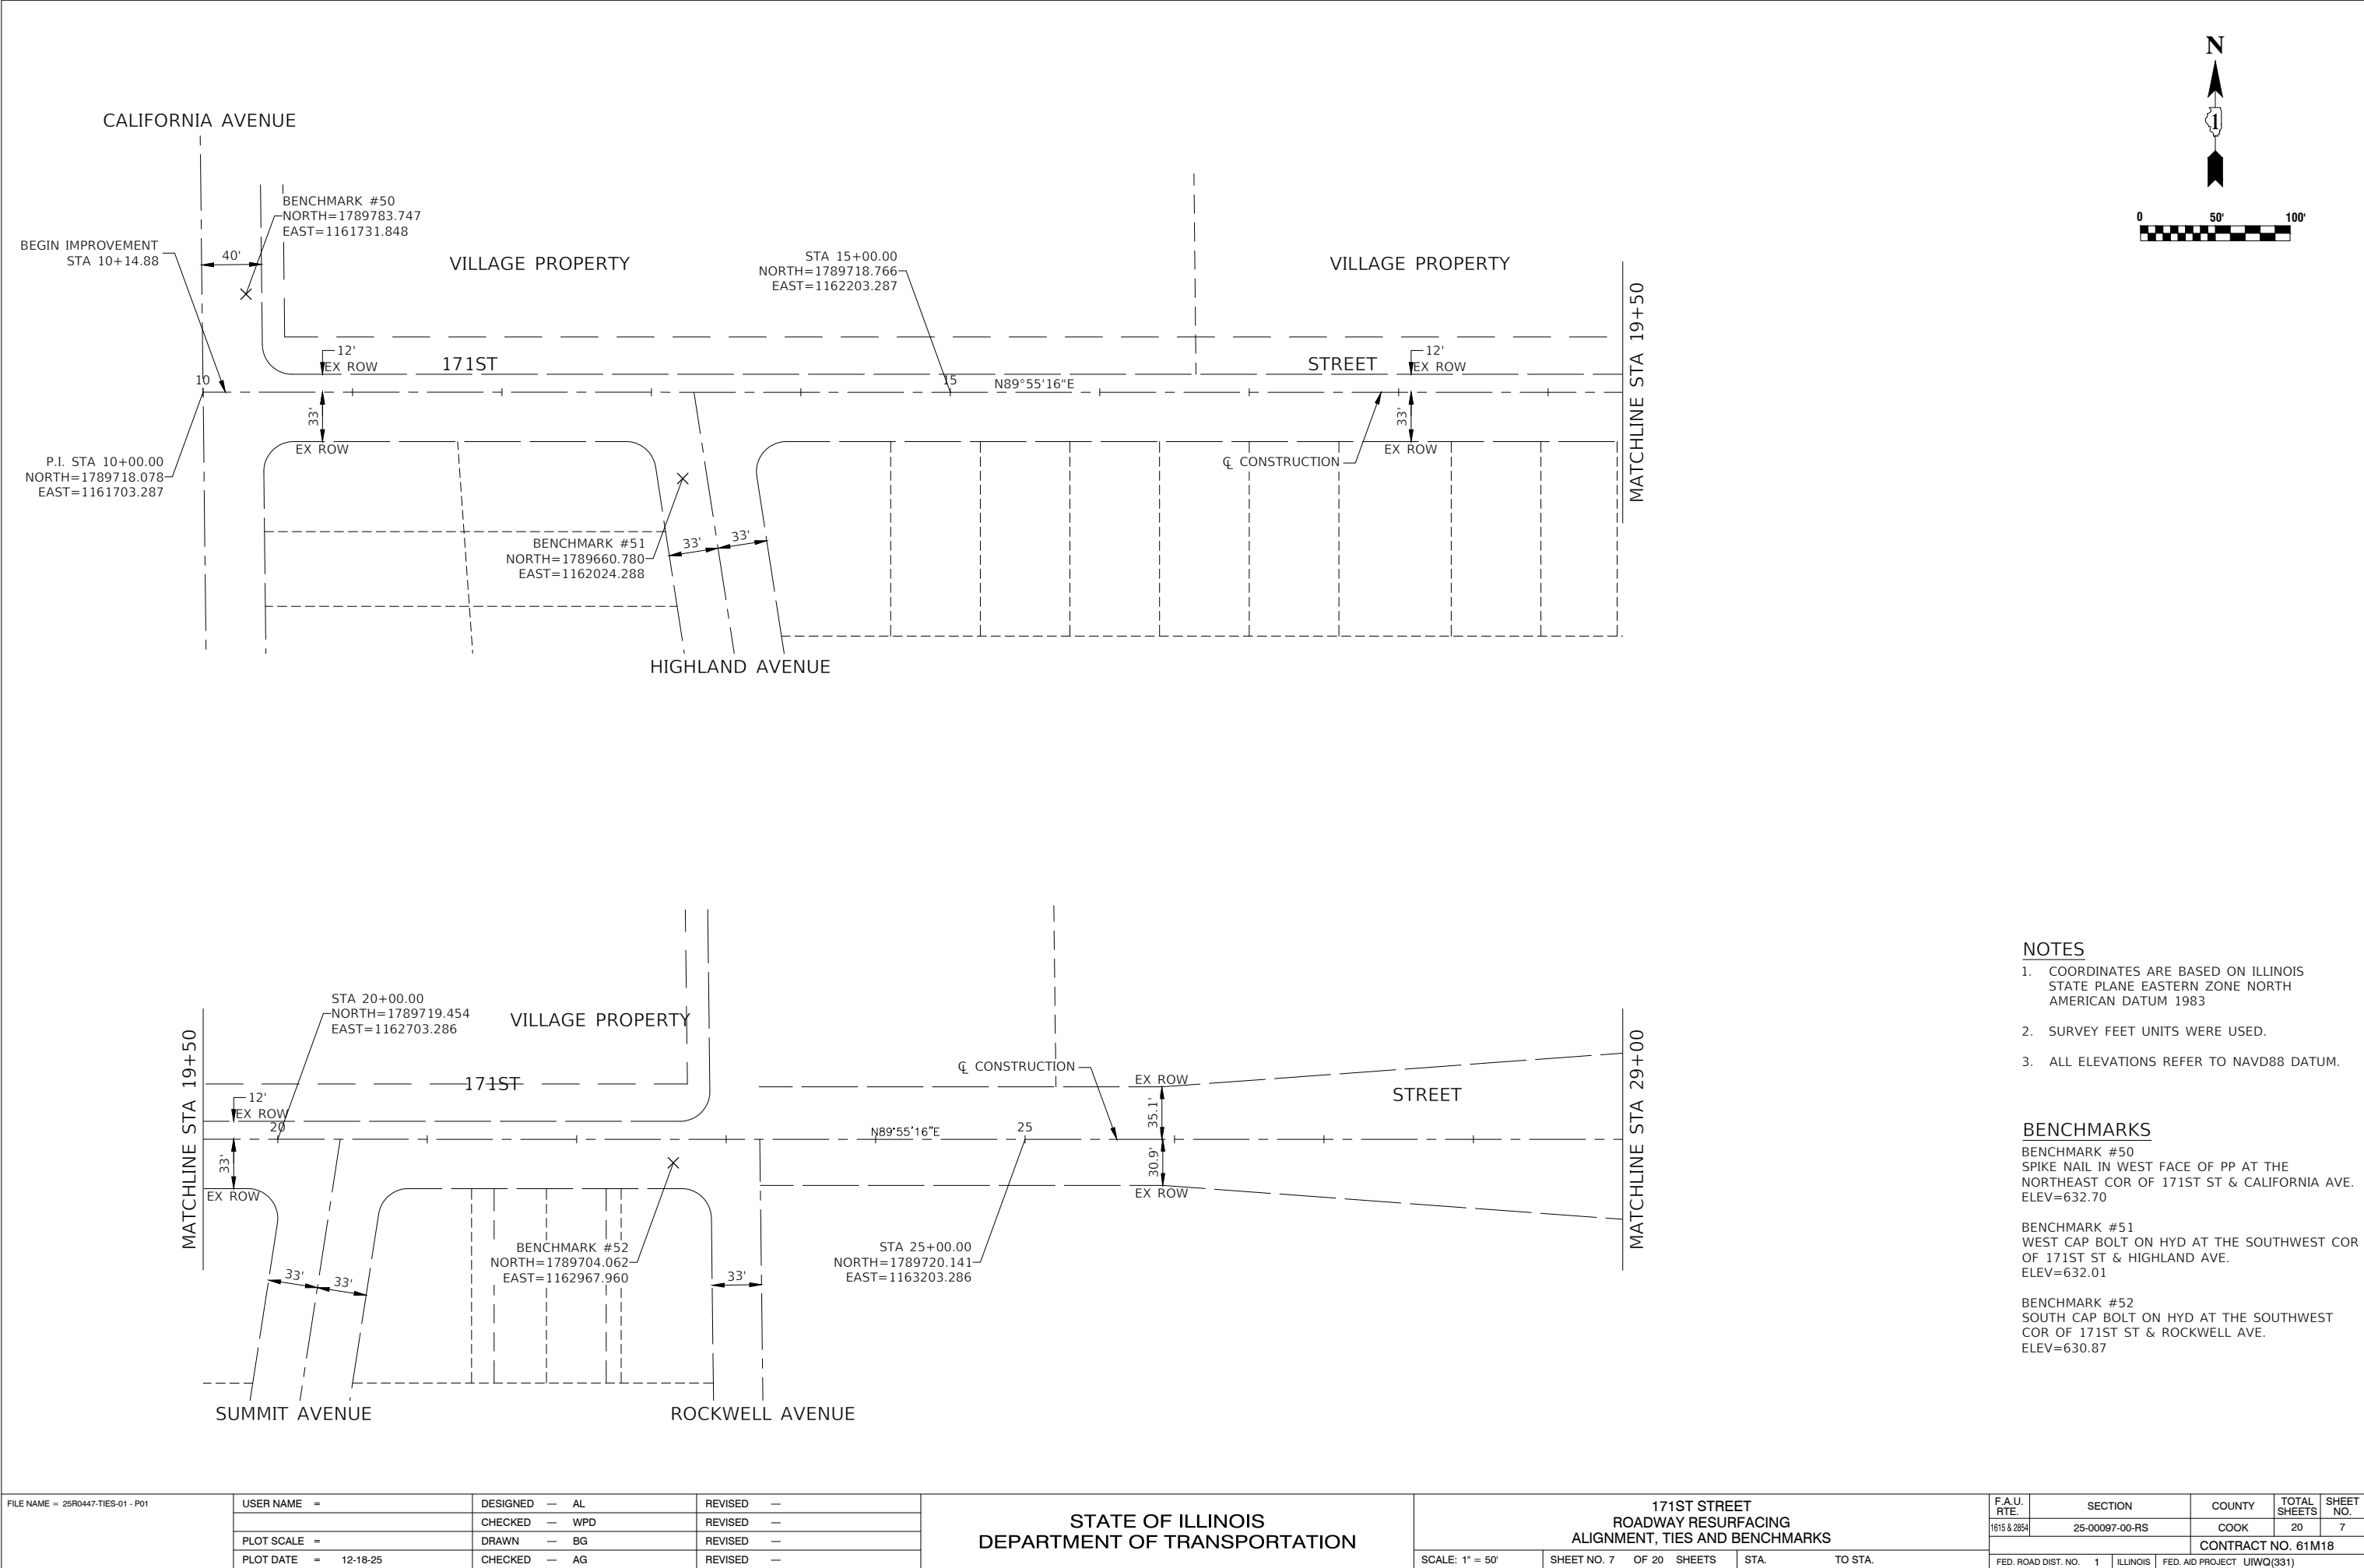 N
1
0 50' 100'
CALIFORNIA AVENUE
BENCHMARK #50
NORTH=1789783.747
EAST=1161731.848
BEGIN IMPROVEMENT
STA 10+14.88
40'
VILLAGE PROPERTY
STA 15+00.00
NORTH=1789718.766
EAST=1162203.287
VILLAGE PROPERTY
MATCHLINE STA 19+50
12'
EX ROW
171ST
STREET
12'
EX ROW
10
15
N89°55'16"E
33'
EX ROW
33'
EX ROW
P.I. STA 10+00.00
NORTH=1789718.078
EAST=1161703.287
℄ CONSTRUCTION
BENCHMARK #51
NORTH=1789660.780
EAST=1162024.288
33'
33'
HIGHLAND AVENUE
STA 20+00.00
NORTH=1789719.454
EAST=1162703.286
VILLAGE PROPERTY
MATCHLINE STA 19+50
171ST
12'
EX ROW
20
33'
EX ROW
℄ CONSTRUCTION
EX ROW
35.1'
STREET
MATCHLINE STA 29+00
N89°55'16"E
25
30.9'
EX ROW
BENCHMARK #52
NORTH=1789704.062
EAST=1162967.960
STA 25+00.00
NORTH=1789720.141
EAST=1163203.286
33'
33'
33'
SUMMIT AVENUE
ROCKWELL AVENUE
NOTES
1. COORDINATES ARE BASED ON ILLINOIS
STATE PLANE EASTERN ZONE NORTH
AMERICAN DATUM 1983
2. SURVEY FEET UNITS WERE USED.
3. ALL ELEVATIONS REFER TO NAVD88 DATUM.
BENCHMARKS
BENCHMARK #50
SPIKE NAIL IN WEST FACE OF PP AT THE
NORTHEAST COR OF 171ST ST & CALIFORNIA AVE.
ELEV=632.70
BENCHMARK #51
WEST CAP BOLT ON HYD AT THE SOUTHWEST COR
OF 171ST ST & HIGHLAND AVE.
ELEV=632.01
BENCHMARK #52
SOUTH CAP BOLT ON HYD AT THE SOUTHWEST
COR OF 171ST ST & ROCKWELL AVE.
ELEV=630.87
FILE NAME = 25R0447-TIES-01 - P01
USER NAME =
PLOT SCALE =
PLOT DATE = 12-18-25
DESIGNED — AL
CHECKED — WPD
DRAWN — BG
CHECKED — AG
REVISED —
REVISED —
REVISED —
REVISED —
STATE OF ILLINOIS
DEPARTMENT OF TRANSPORTATION
171ST STREET
ROADWAY RESURFACING
ALIGNMENT, TIES AND BENCHMARKS
SCALE: 1" = 50' SHEET NO. 7 OF 20 SHEETS STA. TO STA.
F.A.U. RTE. SECTION COUNTY TOTAL SHEETS SHEET NO.
1615 & 2854 25-00097-00-RS COOK 20 7
CONTRACT NO. 61M18
FED. ROAD DIST. NO. 1 ILLINOIS FED. AID PROJECT UIWQ(331)